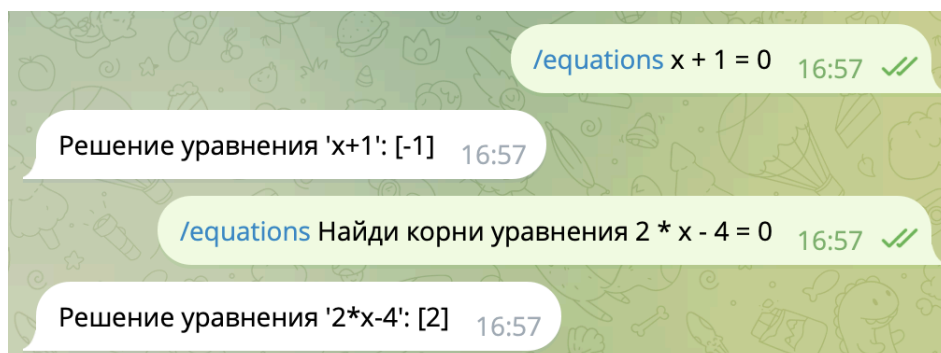 /equations x + 1 = 0 16:57
Решение уравнения 'x+1': [-1] 16:57
/equations Найди корни уравнения 2 * x - 4 = 0 16:57
Решение уравнения '2*x-4': [2] 16:57